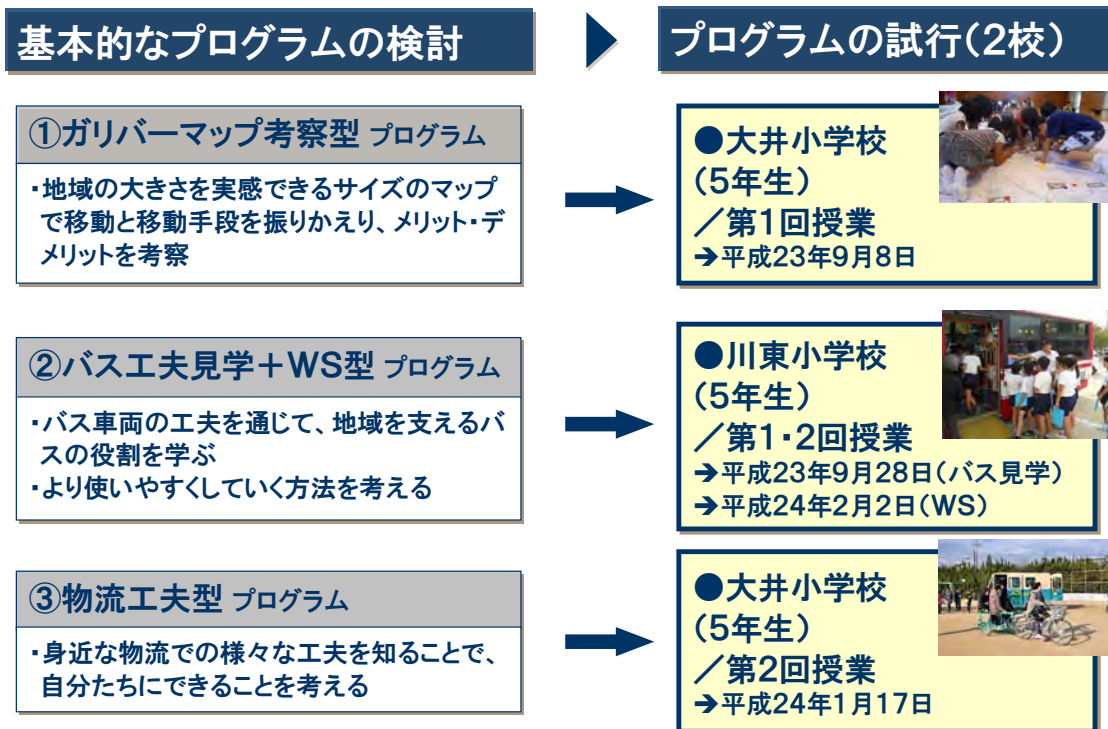 基本的なプログラムの検討
プログラムの試行（2校）
①ガリバーマップ考察型 プログラム
・地域の大きさを実感できるサイズのマップ
で移動と移動手段を振りかえり、メリット・デ
メリットを考察
●大井小学校
（5年生）
／第1回授業
➔平成23年9月8日
②バス工夫見学＋WS型 プログラム
・バス車両の工夫を通じて、地域を支えるバ
スの役割を学ぶ
・より使いやすくしていく方法を考える
●川東小学校
（5年生）
／第1・2回授業
➔平成23年9月28日（バス見学）
➔平成24年2月2日（WS）
③物流工夫型 プログラム
・身近な物流での様々な工夫を知ることで、
自分たちにできることを考える
●大井小学校
（5年生）
／第2回授業
➔平成24年1月17日